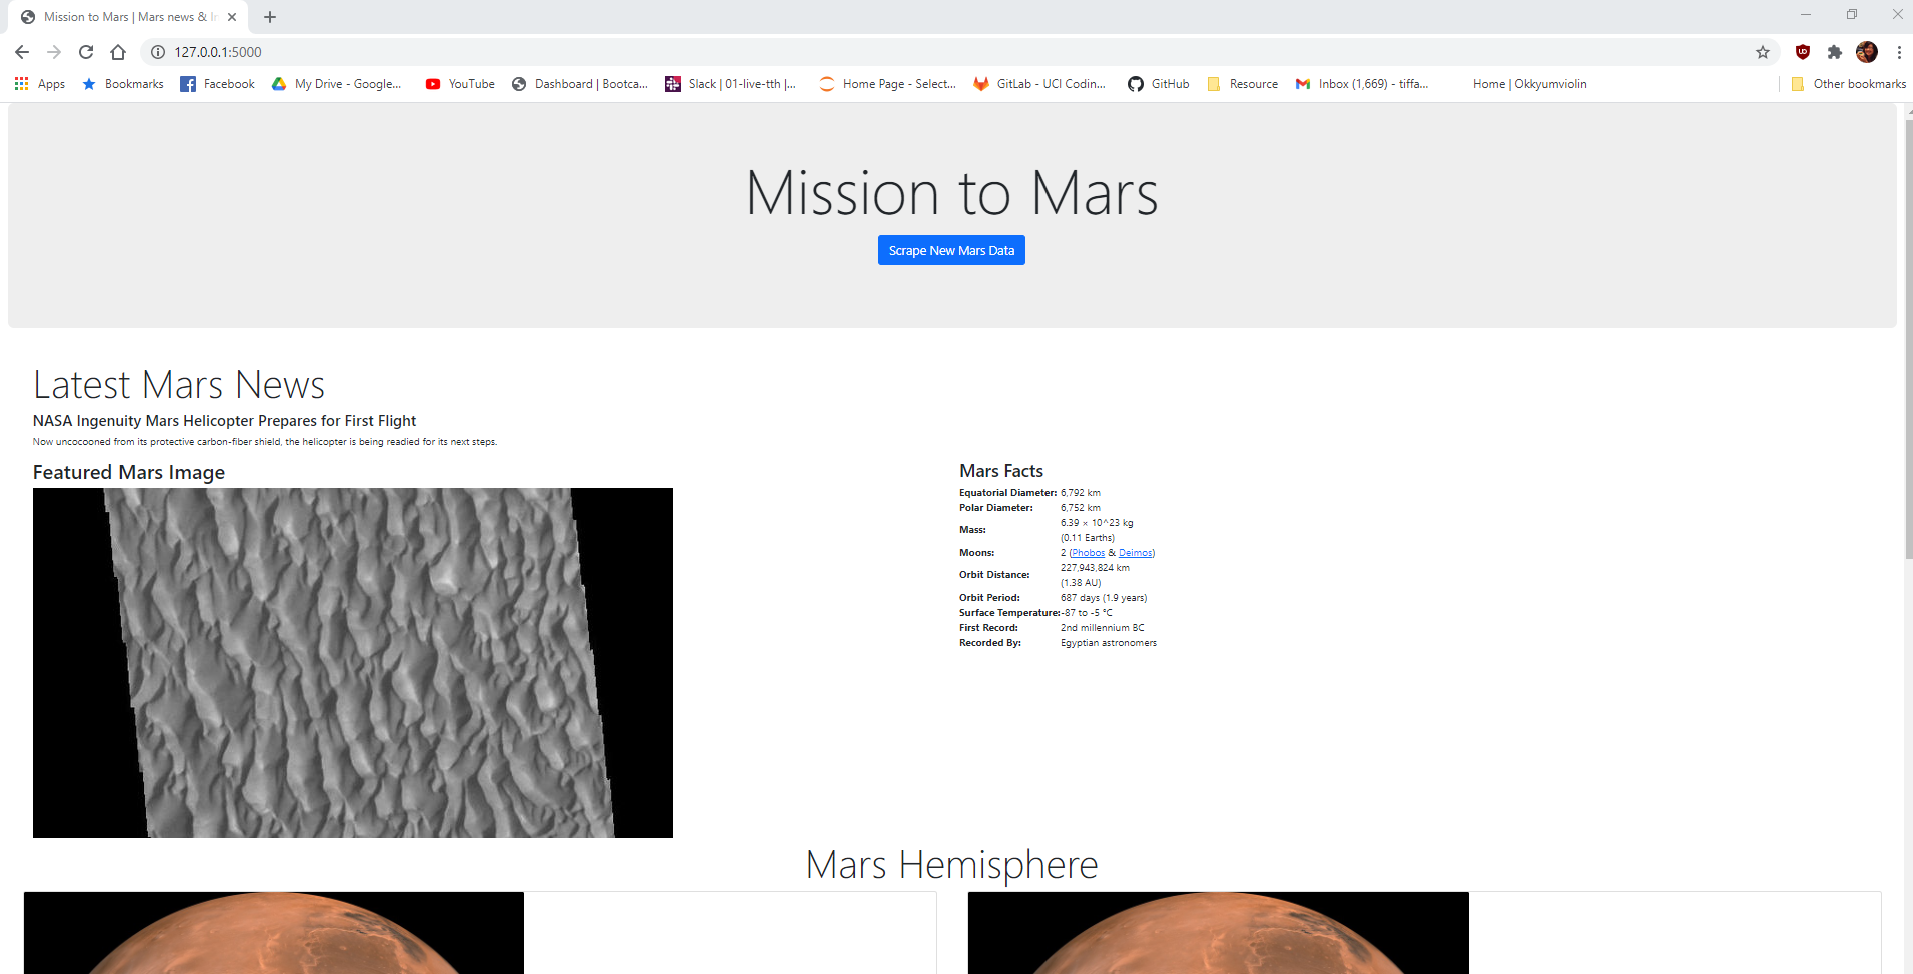 Mission to Mars | Mars news & In
127.0.0.1:5000
Apps Bookmarks Facebook My Drive - Google... YouTube Dashboard | Bootca... Slack | 01-live-tth |... Home Page - Select... GitLab - UCI Codin... GitHub Resource Inbox (1,669) - tiffa... Home | Okkyumviolin Other bookmarks
Mission to Mars
Scrape New Mars Data
Latest Mars News
NASA Ingenuity Mars Helicopter Prepares for First Flight
Now uncocooned from its protective carbon-fiber shield, the helicopter is being readied for its next steps.
Featured Mars Image
Mars Facts
Equatorial Diameter: 6,792 km
Polar Diameter: 6,752 km
Mass: 6.39 × 10^23 kg
(0.11 Earths)
Moons: 2 (Phobos & Deimos)
Orbit Distance: 227,943,824 km
(1.38 AU)
Orbit Period: 687 days (1.9 years)
Surface Temperature: -87 to -5 °C
First Record: 2nd millennium BC
Recorded By: Egyptian astronomers
Mars Hemisphere